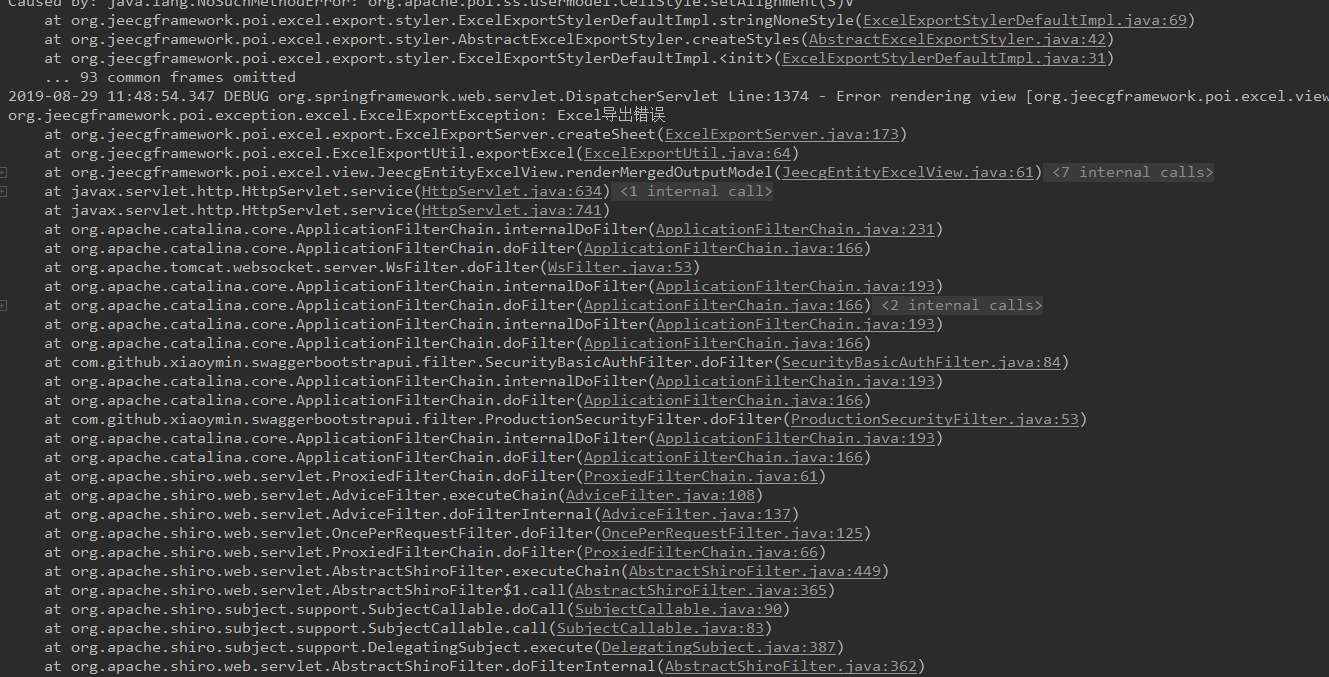 Caused by: java.lang.NoSuchMethodError: org.apache.poi.ss.usermodel.CellStyle.setAlignment(S)V
at org.jeecgframework.poi.excel.export.styler.ExcelExportStylerDefaultImpl.stringNoneStyle(ExcelExportStylerDefaultImpl.java:69)
at org.jeecgframework.poi.excel.export.styler.AbstractExcelExportStyler.createStyles(AbstractExcelExportStyler.java:42)
at org.jeecgframework.poi.excel.export.styler.ExcelExportStylerDefaultImpl.<init>(ExcelExportStylerDefaultImpl.java:31)
... 93 common frames omitted
2019-08-29 11:48:54.347 DEBUG org.springframework.web.servlet.DispatcherServlet Line:1374 - Error rendering view [org.jeecgframework.poi.excel.view
org.jeecgframework.poi.exception.excel.ExcelExportException: Excel导出错误
at org.jeecgframework.poi.excel.export.ExcelExportServer.createSheet(ExcelExportServer.java:173)
at org.jeecgframework.poi.excel.ExcelExportUtil.exportExcel(ExcelExportUtil.java:64)
at org.jeecgframework.poi.excel.view.JeecgEntityExcelView.renderMergedOutputModel(JeecgEntityExcelView.java:61) <7 internal calls>
at javax.servlet.http.HttpServlet.service(HttpServlet.java:634) <1 internal call>
at javax.servlet.http.HttpServlet.service(HttpServlet.java:741)
at org.apache.catalina.core.ApplicationFilterChain.internalDoFilter(ApplicationFilterChain.java:231)
at org.apache.catalina.core.ApplicationFilterChain.doFilter(ApplicationFilterChain.java:166)
at org.apache.tomcat.websocket.server.WsFilter.doFilter(WsFilter.java:53)
at org.apache.catalina.core.ApplicationFilterChain.internalDoFilter(ApplicationFilterChain.java:193)
at org.apache.catalina.core.ApplicationFilterChain.doFilter(ApplicationFilterChain.java:166) <2 internal calls>
at org.apache.catalina.core.ApplicationFilterChain.internalDoFilter(ApplicationFilterChain.java:193)
at org.apache.catalina.core.ApplicationFilterChain.doFilter(ApplicationFilterChain.java:166)
at com.github.xiaoymin.swaggerbootstrapui.filter.SecurityBasicAuthFilter.doFilter(SecurityBasicAuthFilter.java:84)
at org.apache.catalina.core.ApplicationFilterChain.internalDoFilter(ApplicationFilterChain.java:193)
at org.apache.catalina.core.ApplicationFilterChain.doFilter(ApplicationFilterChain.java:166)
at com.github.xiaoymin.swaggerbootstrapui.filter.ProductionSecurityFilter.doFilter(ProductionSecurityFilter.java:53)
at org.apache.catalina.core.ApplicationFilterChain.internalDoFilter(ApplicationFilterChain.java:193)
at org.apache.catalina.core.ApplicationFilterChain.doFilter(ApplicationFilterChain.java:166)
at org.apache.shiro.web.servlet.ProxiedFilterChain.doFilter(ProxiedFilterChain.java:61)
at org.apache.shiro.web.servlet.AdviceFilter.executeChain(AdviceFilter.java:108)
at org.apache.shiro.web.servlet.AdviceFilter.doFilterInternal(AdviceFilter.java:137)
at org.apache.shiro.web.servlet.OncePerRequestFilter.doFilter(OncePerRequestFilter.java:125)
at org.apache.shiro.web.servlet.ProxiedFilterChain.doFilter(ProxiedFilterChain.java:66)
at org.apache.shiro.web.servlet.AbstractShiroFilter.executeChain(AbstractShiroFilter.java:449)
at org.apache.shiro.web.servlet.AbstractShiroFilter$1.call(AbstractShiroFilter.java:365)
at org.apache.shiro.subject.support.SubjectCallable.doCall(SubjectCallable.java:90)
at org.apache.shiro.subject.support.SubjectCallable.call(SubjectCallable.java:83)
at org.apache.shiro.subject.support.DelegatingSubject.execute(DelegatingSubject.java:387)
at org.apache.shiro.web.servlet.AbstractShiroFilter.doFilterInternal(AbstractShiroFilter.java:362)